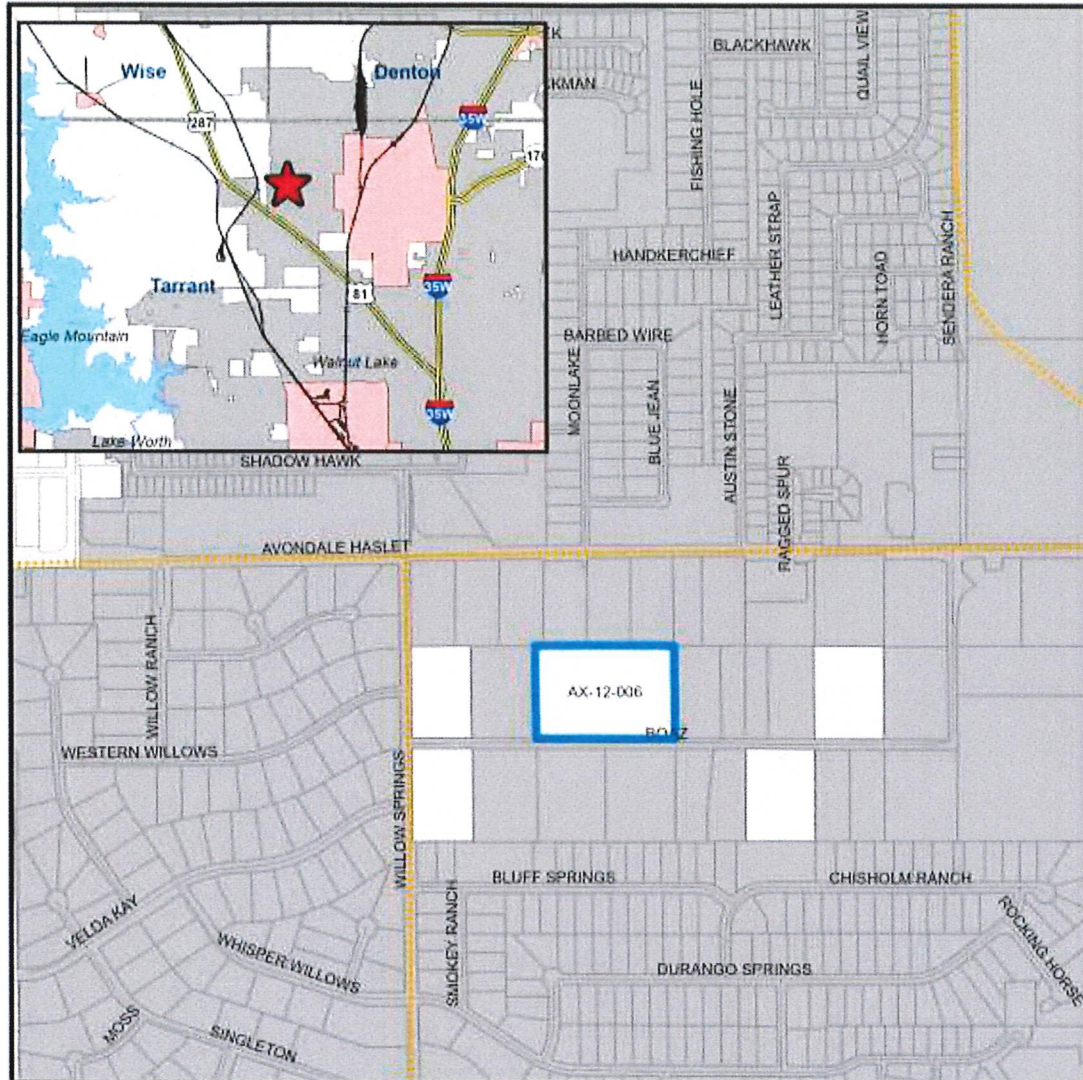 Wise
Denton
287
35W
170
Tarrant
81
35W
Eagle Mountain
Walnut Lake
35W
Lake Worth
BLACKHAWK
QUAIL VIEW
FISHING HOLE
LEATHER STRAP
HANDKERCHIEF
HORN TOAD
SENDERA RANCH
BARBED WIRE
MOONLAKE
BLUE JEAN
AUSTIN STONE
RAGGED SPUR
SHADOW HAWK
AVONDALE HASLET
WILLOW RANCH
AX-12-006
BOAZ
WESTERN WILLOWS
WILLOW SPRINGS
BLUFF SPRINGS
CHISHOLM RANCH
VELDA KAY
SMOKEY RANCH
ROCKING HORSE
WHISPER WILLOWS
DURANGO SPRINGS
MOSS
SINGLETON